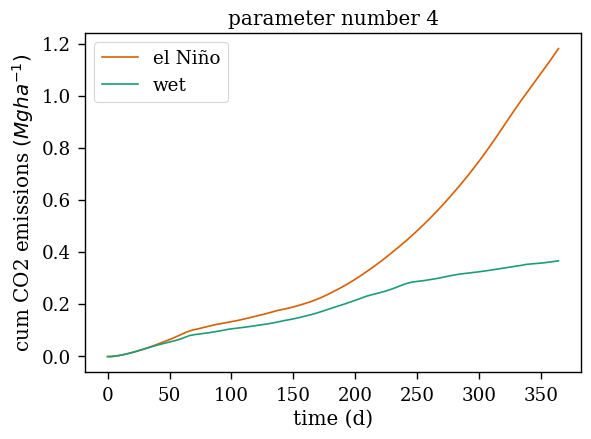 parameter number 4
cum CO2 emissions ($Mgha^{-1}$)
1.2
1.0
0.8
0.6
0.4
0.2
0.0
el Niño
wet
0 50 100 150 200 250 300 350
time (d)